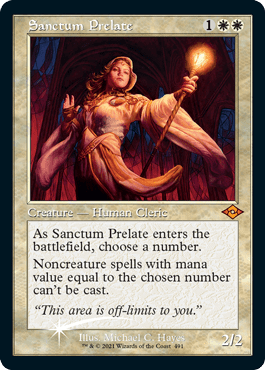 Sanctum Prelate 1
Creature — Human Cleric
As Sanctum Prelate enters the
battlefield, choose a number.
Noncreature spells with mana
value equal to the chosen number
can't be cast.
"This area is off-limits to you."
Illus. Michael C. Hayes
™ & © 2021 Wizards of the Coast 491
2/2